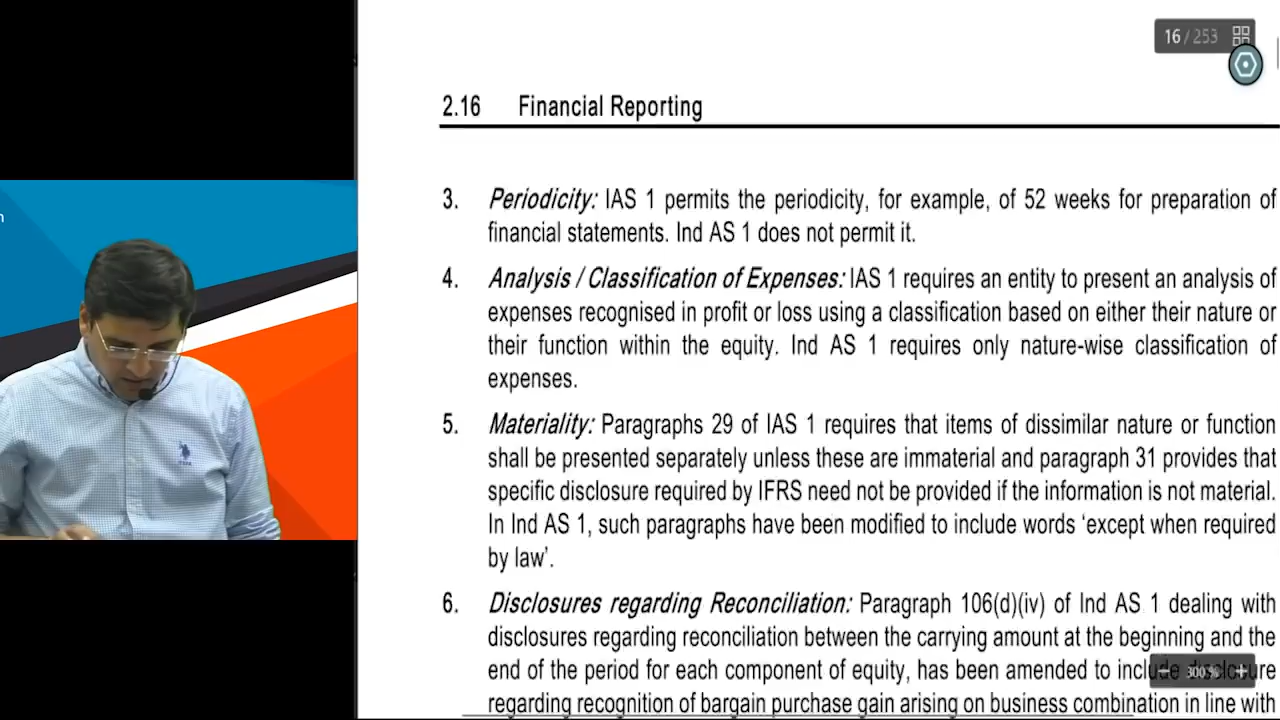 16 / 253
2.16 Financial Reporting
3. Periodicity: IAS 1 permits the periodicity, for example, of 52 weeks for preparation of
financial statements. Ind AS 1 does not permit it.
4. Analysis / Classification of Expenses: IAS 1 requires an entity to present an analysis of
expenses recognised in profit or loss using a classification based on either their nature or
their function within the equity. Ind AS 1 requires only nature-wise classification of
expenses.
5. Materiality: Paragraphs 29 of IAS 1 requires that items of dissimilar nature or function
shall be presented separately unless these are immaterial and paragraph 31 provides that
specific disclosure required by IFRS need not be provided if the information is not material.
In Ind AS 1, such paragraphs have been modified to include words ‘except when required
by law’.
6. Disclosures regarding Reconciliation: Paragraph 106(d)(iv) of Ind AS 1 dealing with
disclosures regarding reconciliation between the carrying amount at the beginning and the
end of the period for each component of equity, has been amended to include disclosure
regarding recognition of bargain purchase gain arising on business combination in line with
− 300% +
n